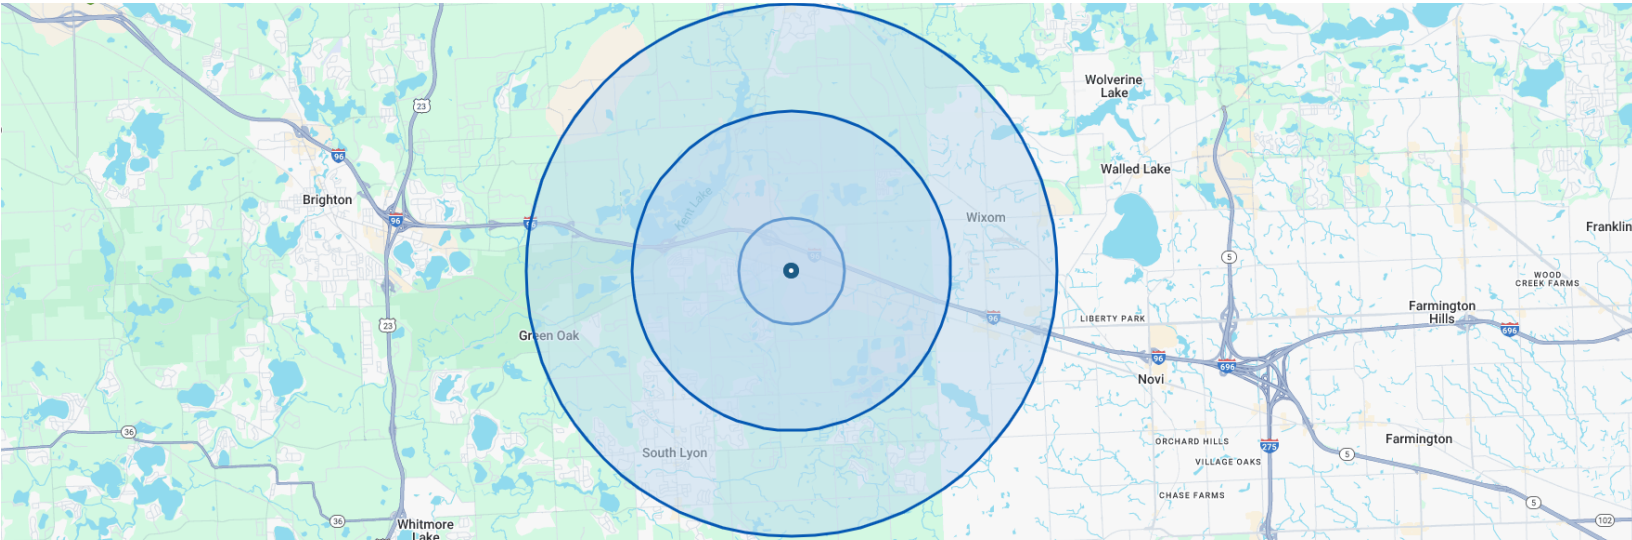 Wolverine
Lake
23
96
Walled Lake
Brighton
Kent Lake
Wixom
96
Franklin
5
WOOD
CREEK FARMS
Farmington
Hills
96
LIBERTY PARK
23
Green Oak
696
96
696
Novi
36
ORCHARD HILLS
Farmington
275
South Lyon
5
VILLAGE OAKS
CHASE FARMS
5
36
Whitmore
Lake
102